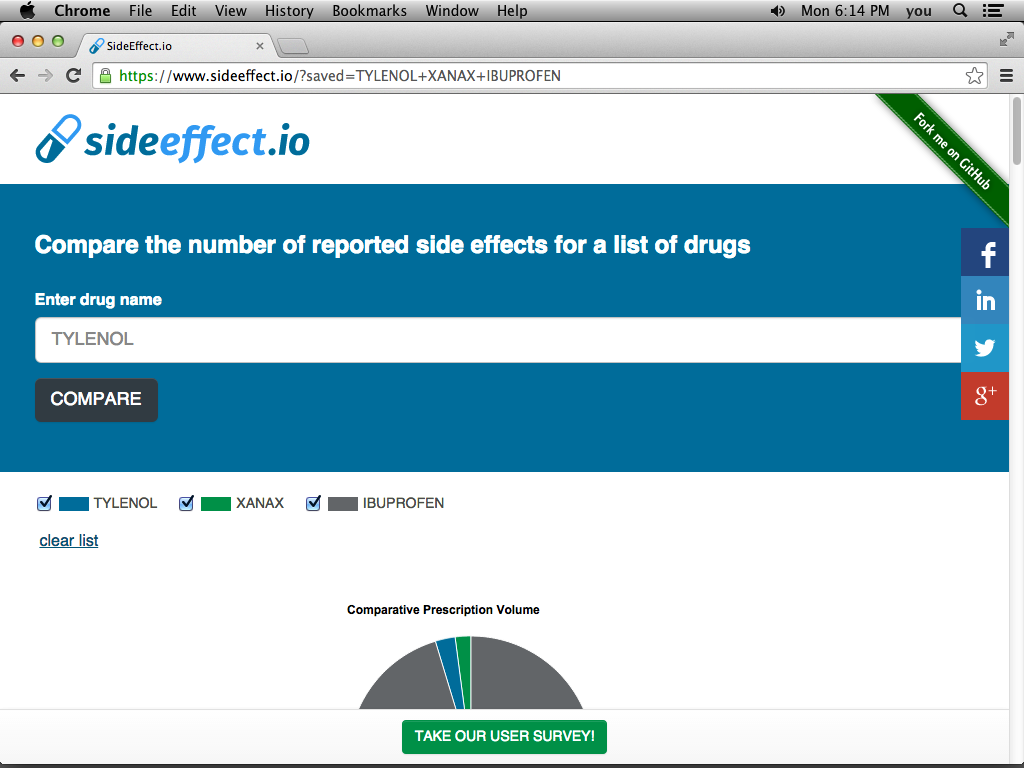 Chrome File Edit View History Bookmarks Window Help Mon 6:14 PM you
SideEffect.io
https://www.sideeffect.io/?saved=TYLENOL+XANAX+IBUPROFEN
sideeffect.io
Fork me on GitHub
Compare the number of reported side effects for a list of drugs
f
Enter drug name
in
TYLENOL
COMPARE
g+
TYLENOL XANAX IBUPROFEN
clear list
Comparative Prescription Volume
TAKE OUR USER SURVEY!